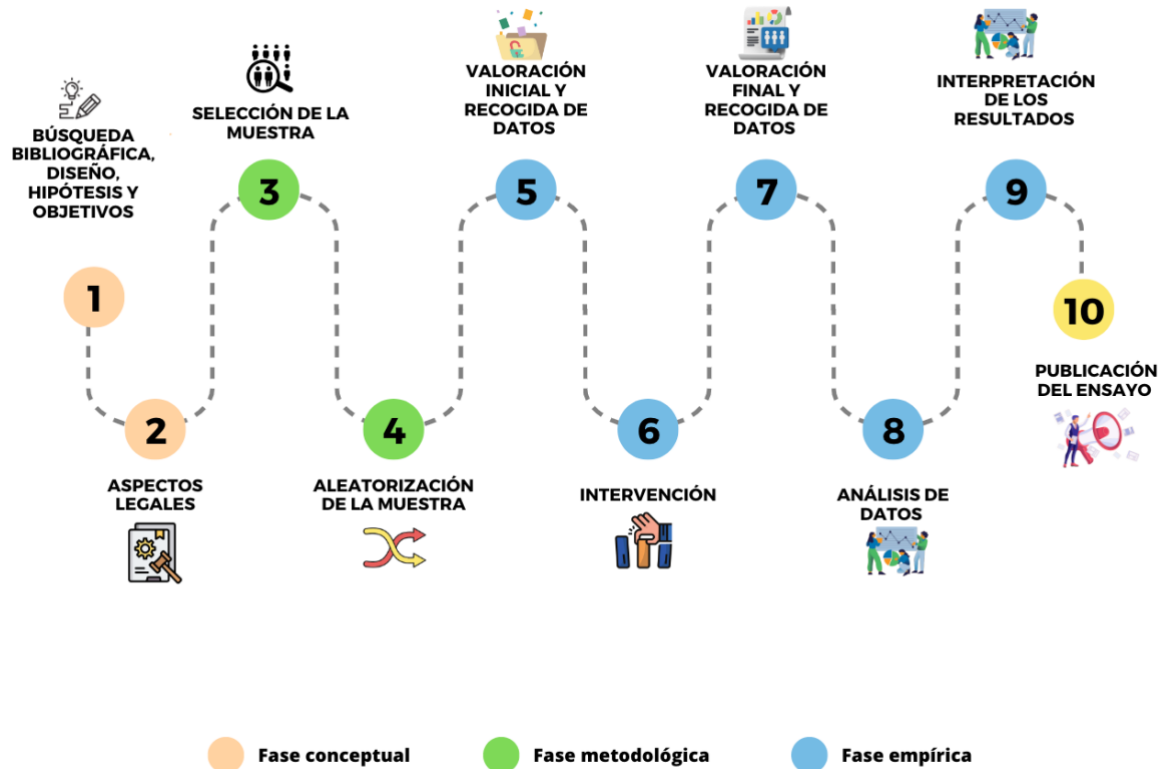 BÚSQUEDA
BIBLIOGRÁFICA,
DISEÑO,
HIPÓTESIS Y
OBJETIVOS
1
2
ASPECTOS
LEGALES
SELECCIÓN DE LA
MUESTRA
3
4
ALEATORIZACIÓN
DE LA MUESTRA
VALORACIÓN
INICIAL Y
RECOGIDA DE
DATOS
5
6
INTERVENCIÓN
VALORACIÓN
FINAL Y
RECOGIDA DE
DATOS
7
8
ANÁLISIS DE
DATOS
INTERPRETACIÓN
DE LOS
RESULTADOS
9
10
PUBLICACIÓN
DEL ENSAYO
Fase conceptual
Fase metodológica
Fase empírica